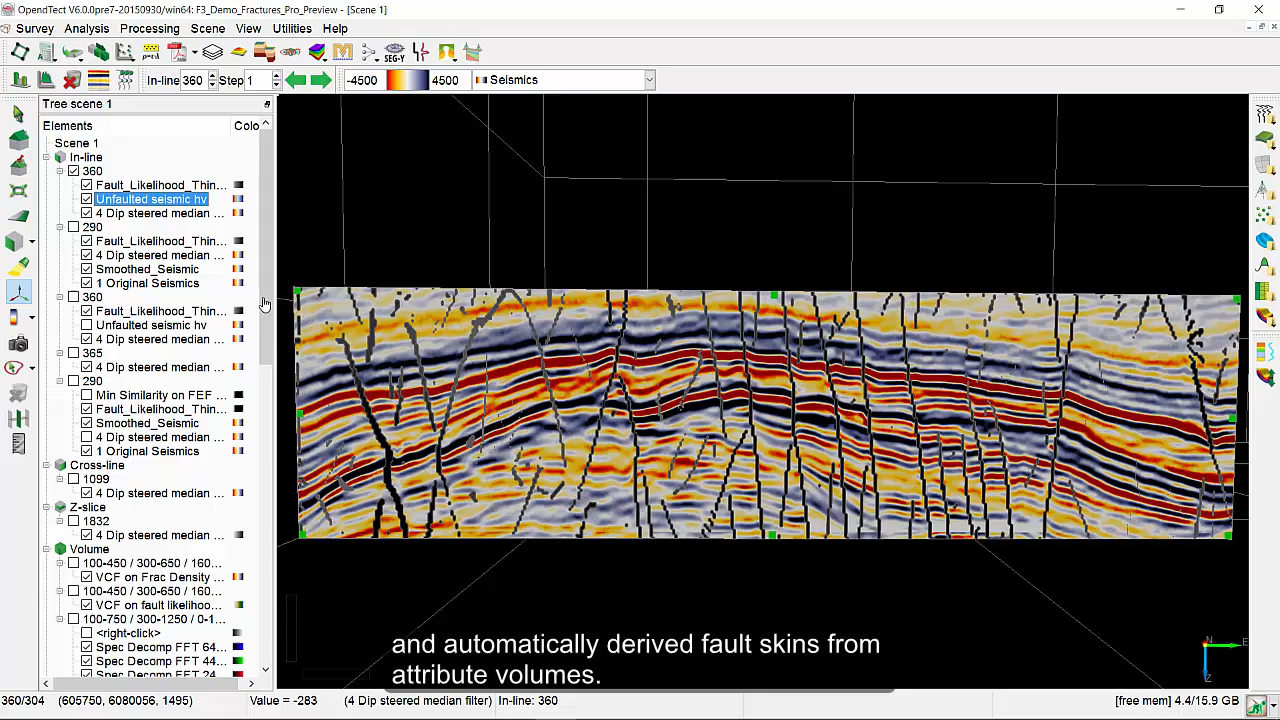 OpendTect V6.0.0pre7-20150930/win64: F3_Demo_Fractures_Pro_Preview - [Scene 1]
Survey Analysis Processing Scene View Utilities Help
SEG-Y
In-line 360 Step 1 -4500 4500 Seismics
Tree scene 1
Elements Colo
Scene 1
In-line
360
Fault_Likelihood_Thin...
Unfaulted seismic hv
4 Dip steered median ...
290
Fault_Likelihood_Thin...
4 Dip steered median ...
Smoothed_Seismic
1 Original Seismics
360
Fault_Likelihood_Thin...
Unfaulted seismic hv
4 Dip steered median ...
365
4 Dip steered median ...
290
Min Similarity on FEF ...
Fault_Likelihood_Thin...
Smoothed_Seismic
4 Dip steered median ...
1 Original Seismics
Cross-line
1099
4 Dip steered median ...
Z-slice
1832
4 Dip steered median ...
Volume
100-450 / 300-650 / 160...
VCF on Frac Density ...
100-450 / 300-650 / 160...
VCF on fault likelihoo...
100-750 / 300-1250 / 0-1...
<right-click>
Spec Decomp FFT 64...
Spec Decomp FFT 44...
Spec Decomp FFT 24
and automatically derived fault skins from
attribute volumes.
N
E
Z
360/304 (605750, 6080056, 1495) Value = -283 (4 Dip steered median filter) In-line: 360 [free mem] 4.4/15.9 GB